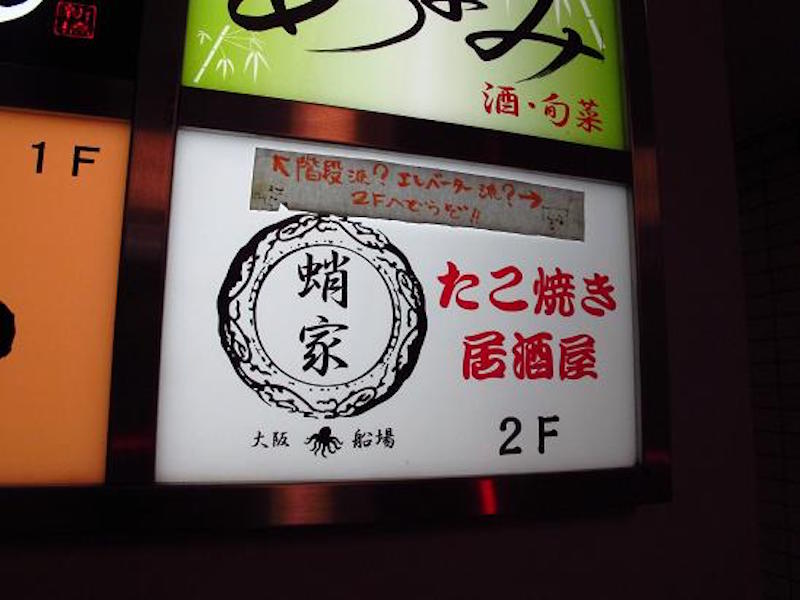 酒・旬菜
1F
←階段派？エレベーター派？→
2Fへどうぞ!!
蛸家
たこ焼き
居酒屋
大阪 船場
2F